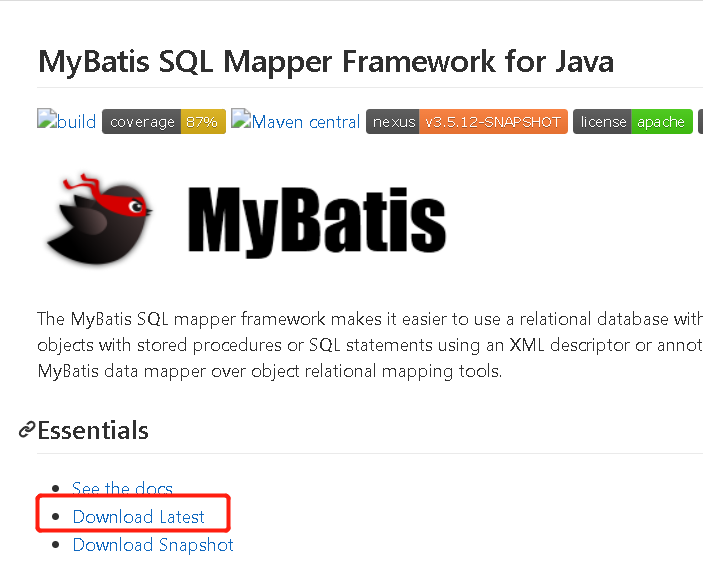 MyBatis SQL Mapper Framework for Java
build coverage 87% Maven central nexus v3.5.12-SNAPSHOT license apache
MyBatis
The MyBatis SQL mapper framework makes it easier to use a relational database with
objects with stored procedures or SQL statements using an XML descriptor or annot
MyBatis data mapper over object relational mapping tools.
Essentials
See the docs
Download Latest
Download Snapshot